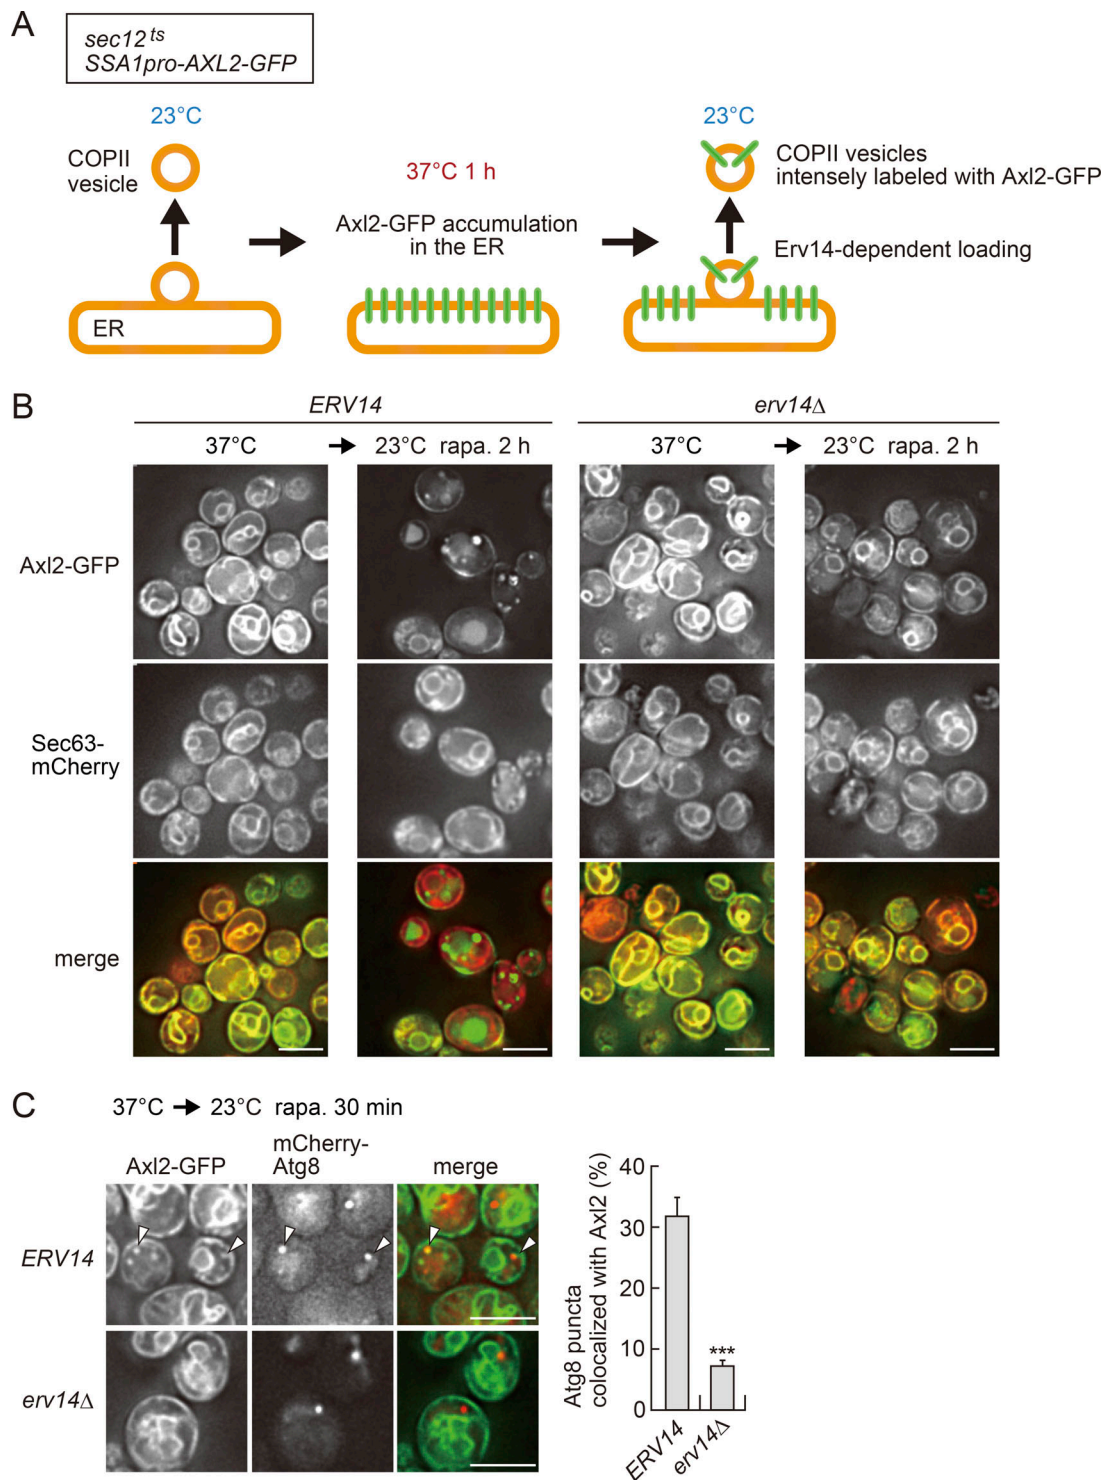 A
sec12ts
SSA1pro-AXL2-GFP
23°C
COPII
vesicle
ER
37°C 1 h
Axl2-GFP accumulation
in the ER
23°C
COPII vesicles
intensely labeled with Axl2-GFP
Erv14-dependent loading
B
ERV14
erv14Δ
37°C
23°C rapa. 2 h
37°C
23°C rapa. 2 h
Axl2-GFP
Sec63-
mCherry
merge
C
37°C
23°C rapa. 30 min
Axl2-GFP
mCherry-
Atg8
merge
ERV14
erv14Δ
Atg8 puncta
colocalized with Axl2 (%)
40
30
20
10
0
***
ERV14
erv14Δ